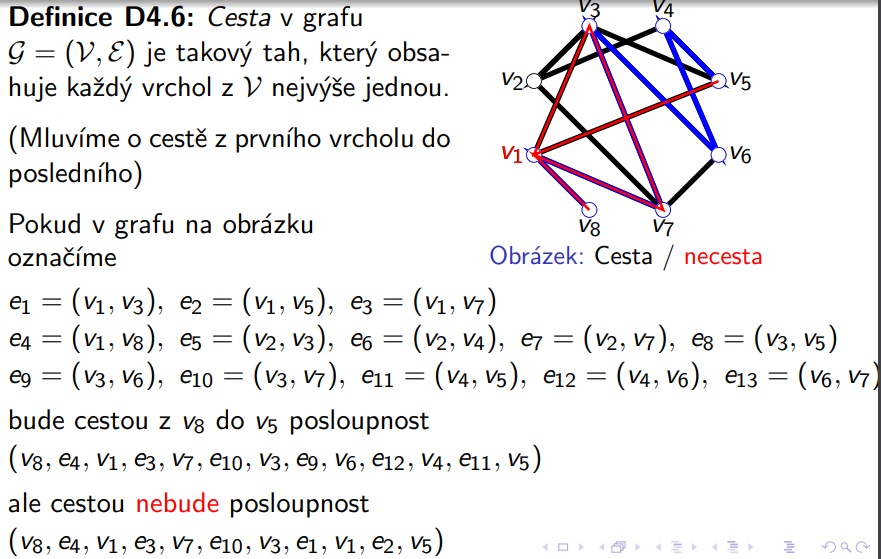 Definice D4.6: Cesta v grafu
𝒢 = (𝒱, ℰ) je takový tah, který obsa-
huje každý vrchol z 𝒱 nejvýše jednou.
(Mluvíme o cestě z prvního vrcholu do
posledního)
Pokud v grafu na obrázku
označíme
v3
v4
v2
v5
v1
v6
v8
v7
Obrázek: Cesta / necesta
e1 = (v1, v3), e2 = (v1, v5), e3 = (v1, v7)
e4 = (v1, v8), e5 = (v2, v3), e6 = (v2, v4), e7 = (v2, v7), e8 = (v3, v5)
e9 = (v3, v6), e10 = (v3, v7), e11 = (v4, v5), e12 = (v4, v6), e13 = (v6, v7)
bude cestou z v8 do v5 posloupnost
(v8, e4, v1, e3, v7, e10, v3, e9, v6, e12, v4, e11, v5)
ale cestou nebude posloupnost
(v8, e4, v1, e3, v7, e10, v3, e1, v1, e2, v5)